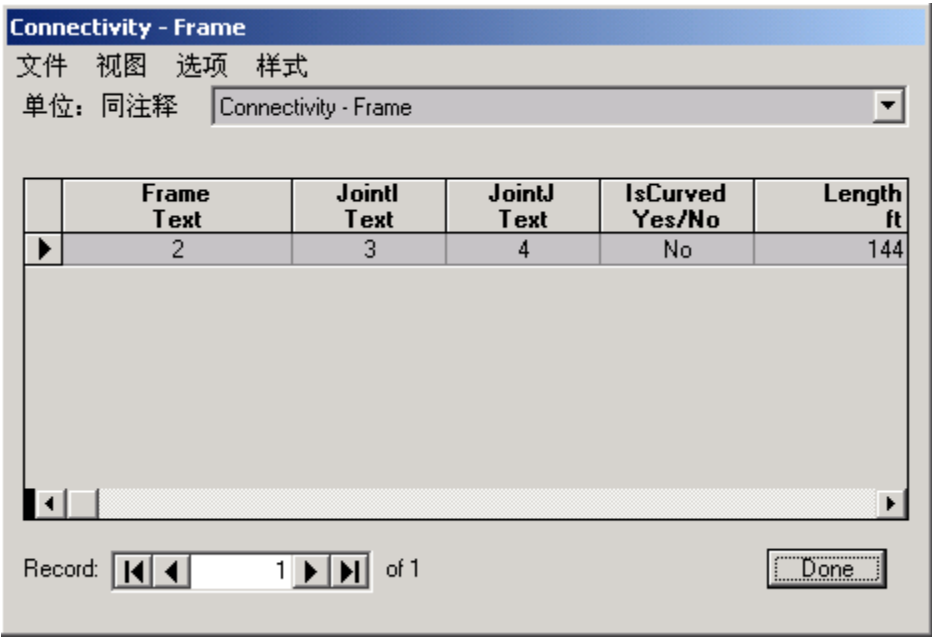 Connectivity - Frame
文件 视图 选项 样式
单位：同注释 Connectivity - Frame
Frame JointI JointJ IsCurved Length
Text Text Text Yes/No ft
2 3 4 No 144
Record: 1 of 1 Done